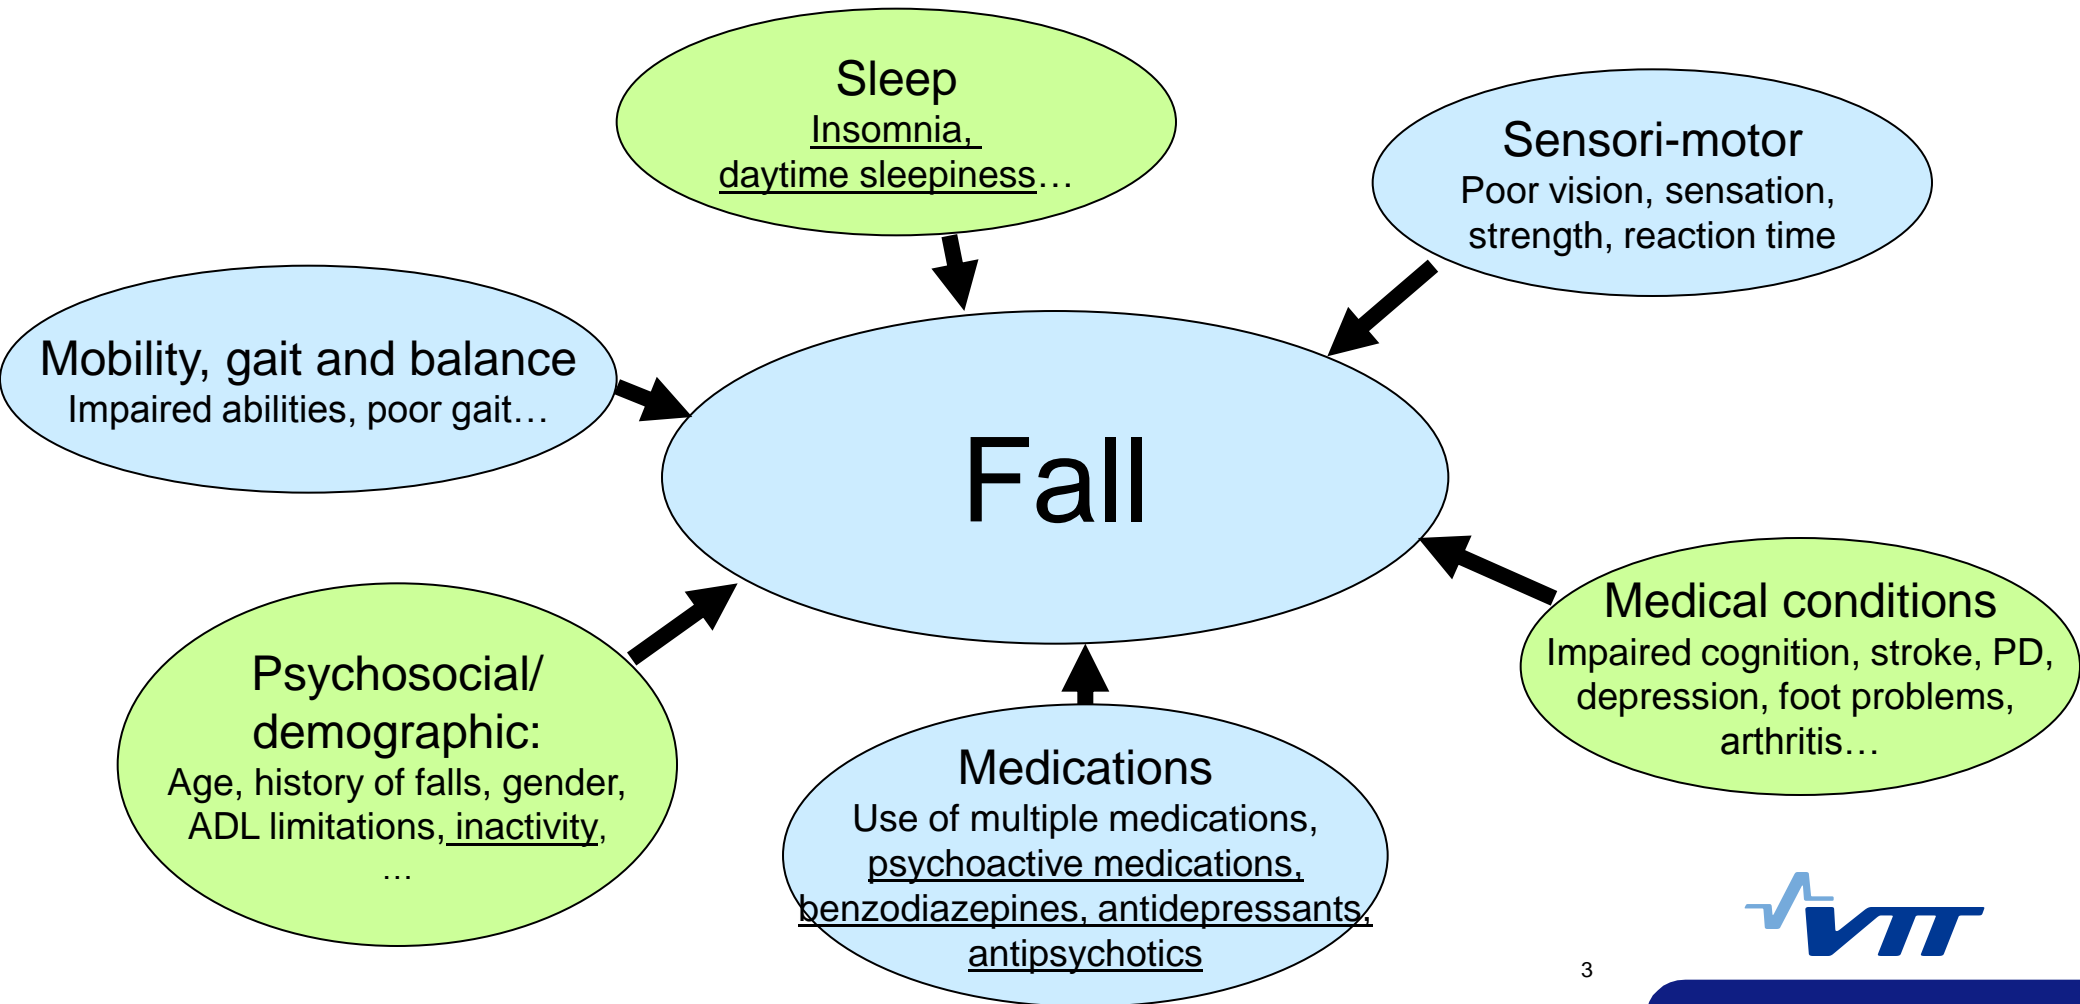 Sleep
Insomnia,
daytime sleepiness…
Sensori-motor
Poor vision, sensation,
strength, reaction time
Mobility, gait and balance
Impaired abilities, poor gait…
Fall
Medical conditions
Impaired cognition, stroke, PD,
depression, foot problems,
arthritis…
Psychosocial/
demographic:
Age, history of falls, gender,
ADL limitations, inactivity,
…
Medications
Use of multiple medications,
psychoactive medications,
benzodiazepines, antidepressants,
antipsychotics
VTT
3